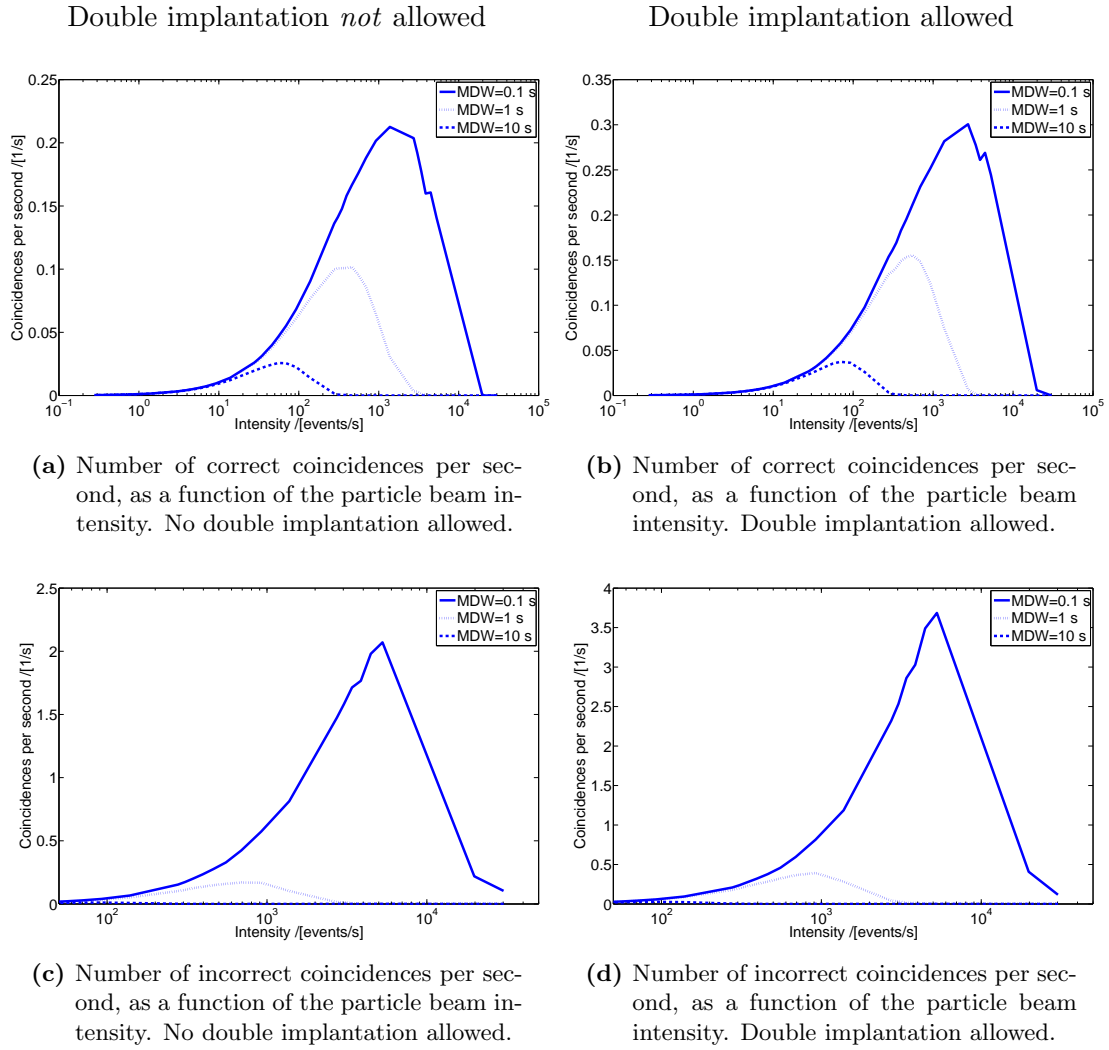 Double implantation not allowed
Double implantation allowed
0.25
0.2
0.15
0.1
0.05
0
Coincidences per second /[1/s]
10^-1
10^0
10^1
10^2
10^3
10^4
10^5
Intensity /[events/s]
MDW=0.1 s
MDW=1 s
MDW=10 s
(a) Number of correct coincidences per sec-
ond, as a function of the particle beam in-
tensity. No double implantation allowed.
0.35
0.3
0.25
0.2
0.15
0.1
0.05
0
Coincidences per second /[1/s]
10^-1
10^0
10^1
10^2
10^3
10^4
10^5
Intensity /[events/s]
MDW=0.1 s
MDW=1 s
MDW=10 s
(b) Number of correct coincidences per sec-
ond, as a function of the particle beam
intensity. Double implantation allowed.
2.5
2
1.5
1
0.5
0
Coincidences per second /[1/s]
10^2
10^3
10^4
Intensity /[events/s]
MDW=0.1 s
MDW=1 s
MDW=10 s
(c) Number of incorrect coincidences per sec-
ond, as a function of the particle beam in-
tensity. No double implantation allowed.
4
3.5
3
2.5
2
1.5
1
0.5
0
Coincidences per second /[1/s]
10^2
10^3
10^4
Intensity /[events/s]
MDW=0.1 s
MDW=1 s
MDW=10 s
(d) Number of incorrect coincidences per sec-
ond, as a function of the particle beam
intensity. Double implantation allowed.